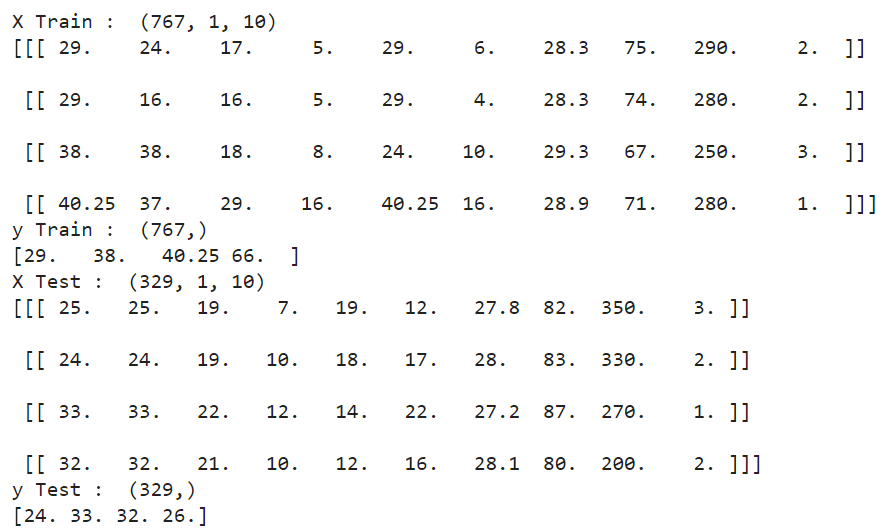 X Train :  (767, 1, 10)
[[[ 29.    24.    17.     5.    29.     6.    28.3   75.   290.     2.  ]]
 [[ 29.    16.    16.     5.    29.     4.    28.3   74.   280.     2.  ]]
 [[ 38.    38.    18.     8.    24.    10.    29.3   67.   250.     3.  ]]
 [[ 40.25  37.    29.    16.    40.25  16.    28.9   71.   280.     1.  ]]]
y Train :  (767,)
[29.   38.   40.25 66.  ]
X Test :  (329, 1, 10)
[[[ 25.   25.   19.    7.   19.   12.   27.8  82.  350.    3. ]]
 [[ 24.   24.   19.   10.   18.   17.   28.   83.  330.    2. ]]
 [[ 33.   33.   22.   12.   14.   22.   27.2  87.  270.    1. ]]
 [[ 32.   32.   21.   10.   12.   16.   28.1  80.  200.    2. ]]]
y Test :  (329,)
[24. 33. 32. 26.]